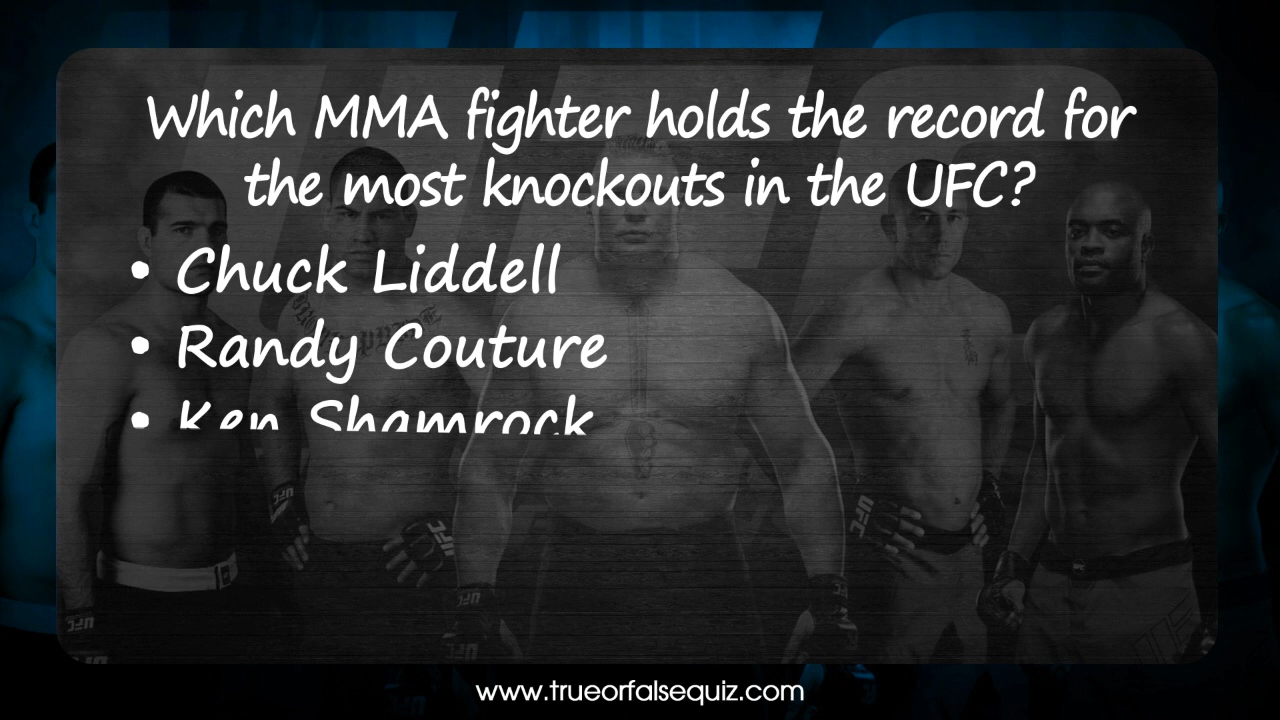 Which MMA fighter holds the record for
the most knockouts in the UFC?
• Chuck Liddell
• Randy Couture
• Ken Shamrock
www.trueorfalsequiz.com